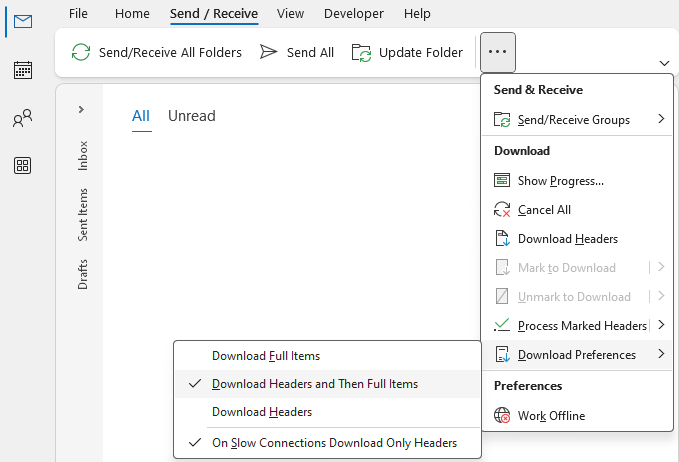 File Home Send / Receive View Developer Help
Send/Receive All Folders Send All Update Folder ...
All Unread
Inbox
Sent Items
Drafts
Send & Receive
Send/Receive Groups
Download
Show Progress...
Cancel All
Download Headers
Mark to Download
Unmark to Download
Process Marked Headers
Download Preferences
Preferences
Work Offline
Download Full Items
Download Headers and Then Full Items
Download Headers
On Slow Connections Download Only Headers